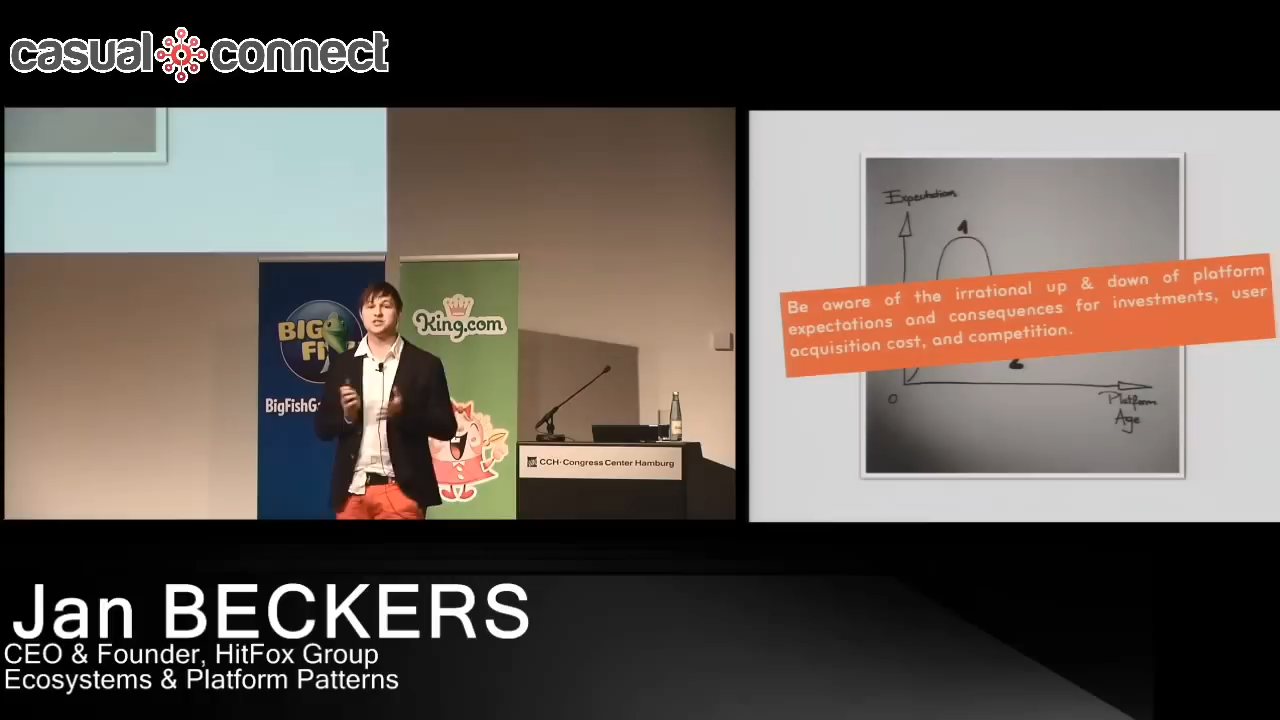 casual connect
BIG
FI
BigFishG
King.com
CCH·Congress Center Hamburg
Expectations
1
Be aware of the irrational up & down of platform
expectations and consequences for investments, user
acquisition cost, and competition.
2
0
Platform
Age
Jan BECKERS
CEO & Founder, HitFox Group
Ecosystems & Platform Patterns